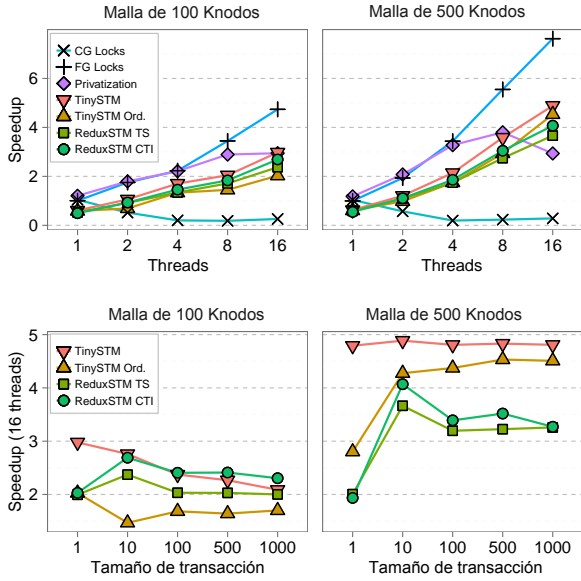 Malla de 100 Knodos
Malla de 500 Knodos
Speedup
6
4
2
0
CG Locks
FG Locks
Privatization
TinySTM
TinySTM Ord.
ReduxSTM TS
ReduxSTM CTI
1 2 4 8 16
1 2 4 8 16
Threads
Threads
Malla de 100 Knodos
Malla de 500 Knodos
Speedup (16 threads)
5
4
3
2
TinySTM
TinySTM Ord.
ReduxSTM TS
ReduxSTM CTI
1 10 100 500 1000
1 10 100 500 1000
Tamaño de transacción
Tamaño de transacción